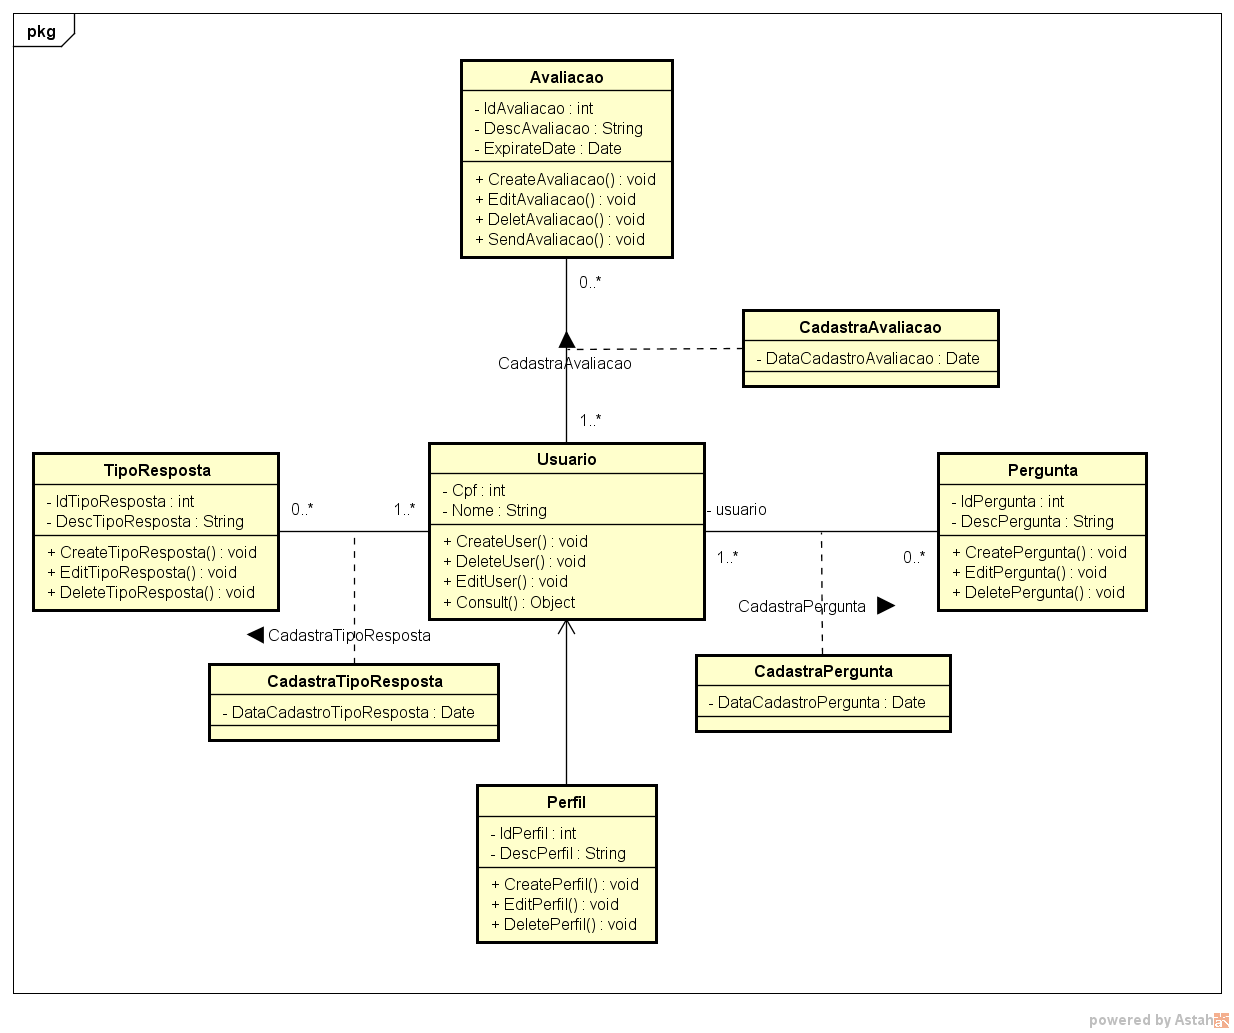 pkg
Avaliacao
- IdAvaliacao : int
- DescAvaliacao : String
- ExpirateDate : Date
+ CreateAvaliacao() : void
+ EditAvaliacao() : void
+ DeletAvaliacao() : void
+ SendAvaliacao() : void
0..*
CadastraAvaliacao
- DataCadastroAvaliacao : Date
CadastraAvaliacao
1..*
TipoResposta
- IdTipoResposta : int
- DescTipoResposta : String
+ CreateTipoResposta() : void
+ EditTipoResposta() : void
+ DeleteTipoResposta() : void
0..*
1..*
Usuario
- Cpf : int
- Nome : String
+ CreateUser() : void
+ DeleteUser() : void
+ EditUser() : void
+ Consult() : Object
- usuario
1..*
0..*
Pergunta
- IdPergunta : int
- DescPergunta : String
+ CreatePergunta() : void
+ EditPergunta() : void
+ DeletePergunta() : void
CadastraPergunta
CadastraTipoResposta
CadastraTipoResposta
- DataCadastroTipoResposta : Date
CadastraPergunta
- DataCadastroPergunta : Date
Perfil
- IdPerfil : int
- DescPerfil : String
+ CreatePerfil() : void
+ EditPerfil() : void
+ DeletePerfil() : void
powered by Astah